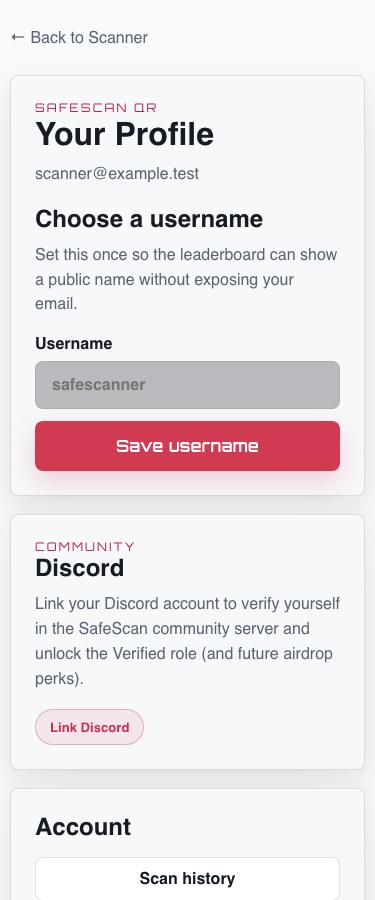 ← Back to Scanner
SAFESCAN QR
Your Profile
scanner@example.test
Choose a username
Set this once so the leaderboard can show
a public name without exposing your
email.
Username
safescanner
Save username
COMMUNITY
Discord
Link your Discord account to verify yourself
in the SafeScan community server and
unlock the Verified role (and future airdrop
perks).
Link Discord
Account
Scan history